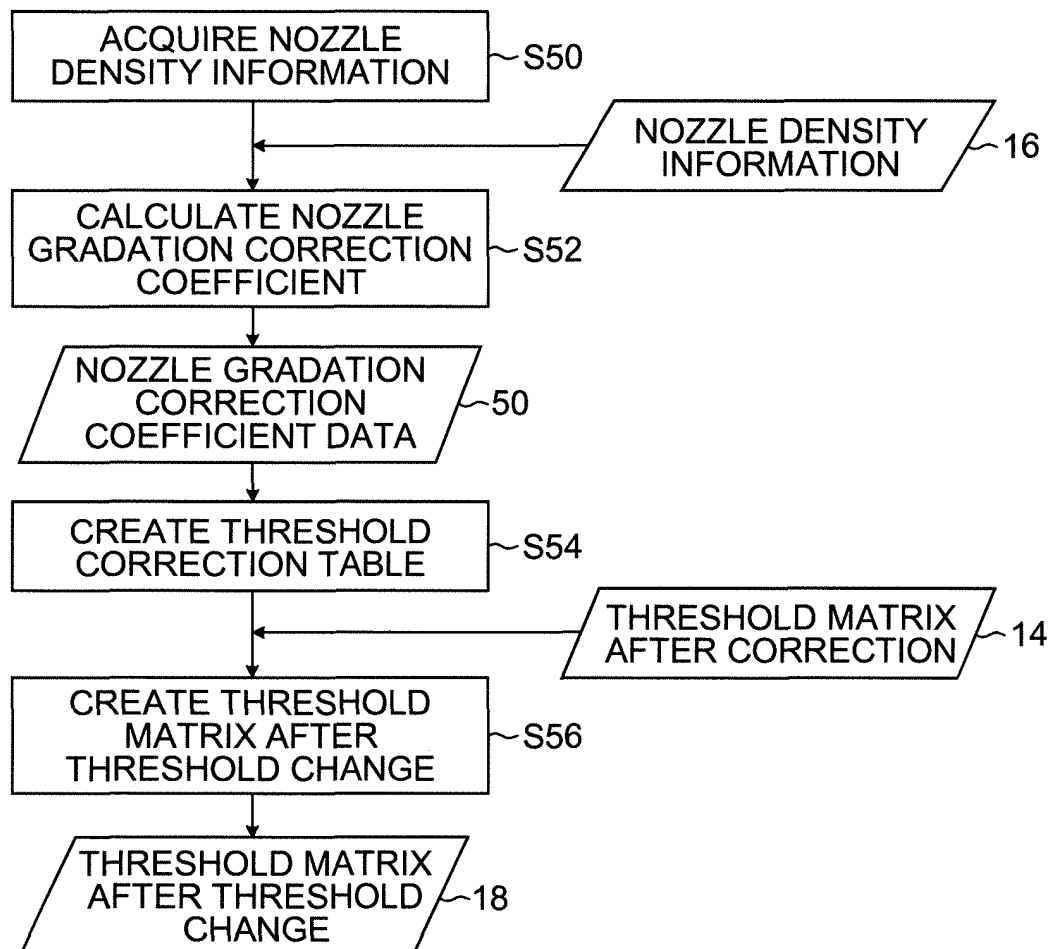 ACQUIRE NOZZLE
DENSITY INFORMATION
S50
NOZZLE DENSITY
INFORMATION
16
CALCULATE NOZZLE
GRADATION CORRECTION
COEFFICIENT
S52
NOZZLE GRADATION
CORRECTION
COEFFICIENT DATA
50
CREATE THRESHOLD
CORRECTION TABLE
S54
THRESHOLD MATRIX
AFTER CORRECTION
14
CREATE THRESHOLD
MATRIX AFTER
THRESHOLD CHANGE
S56
THRESHOLD MATRIX
AFTER THRESHOLD
CHANGE
18